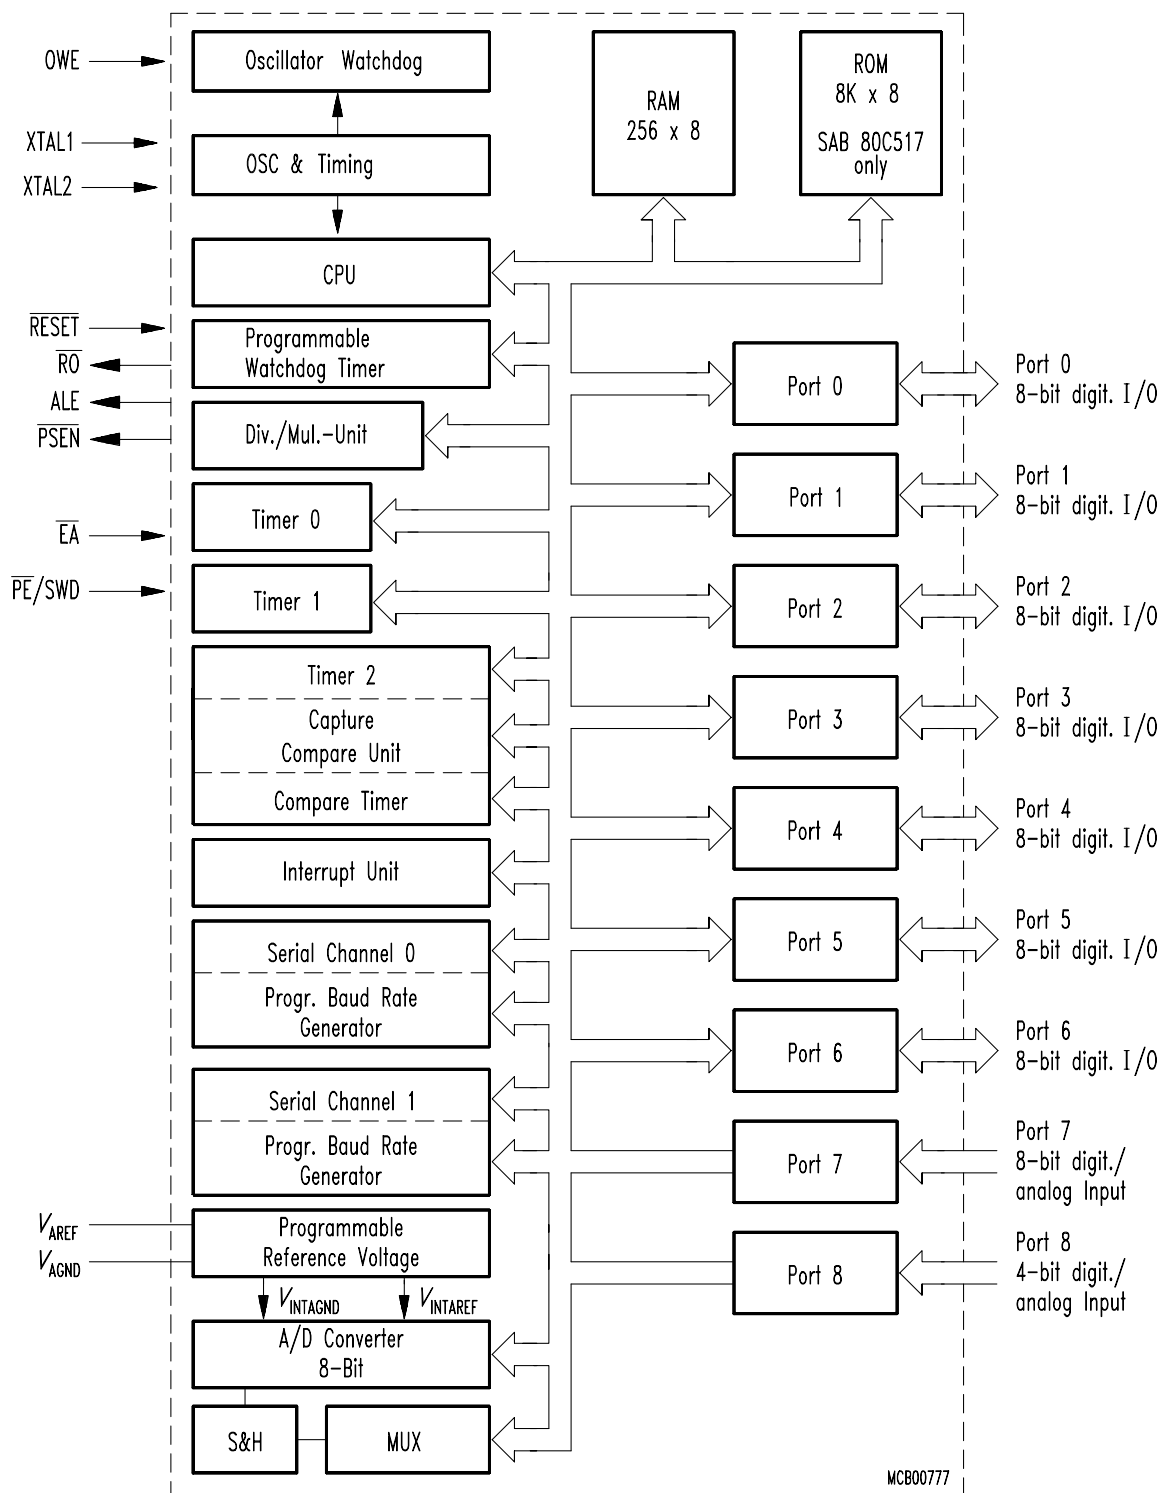 OWE
XTAL1
XTAL2
RESET
RO
ALE
PSEN
EA
PE/SWD
VAREF
VAGND
Oscillator Watchdog
OSC & Timing
CPU
Programmable
Watchdog Timer
Div./Mul.-Unit
Timer 0
Timer 1
Timer 2
Capture
Compare Unit
Compare Timer
Interrupt Unit
Serial Channel 0
Progr. Baud Rate
Generator
Serial Channel 1
Progr. Baud Rate
Generator
Programmable
Reference Voltage
VINTAGND
VINTAREF
A/D Converter
8-Bit
S&H
MUX
RAM
256 x 8
ROM
8K x 8
SAB 80C517
only
Port 0
Port 1
Port 2
Port 3
Port 4
Port 5
Port 6
Port 7
Port 8
Port 0
8-bit digit. I/O
Port 1
8-bit digit. I/O
Port 2
8-bit digit. I/O
Port 3
8-bit digit. I/O
Port 4
8-bit digit. I/O
Port 5
8-bit digit. I/O
Port 6
8-bit digit. I/O
Port 7
8-bit digit./
analog Input
Port 8
4-bit digit./
analog Input
MCB00777